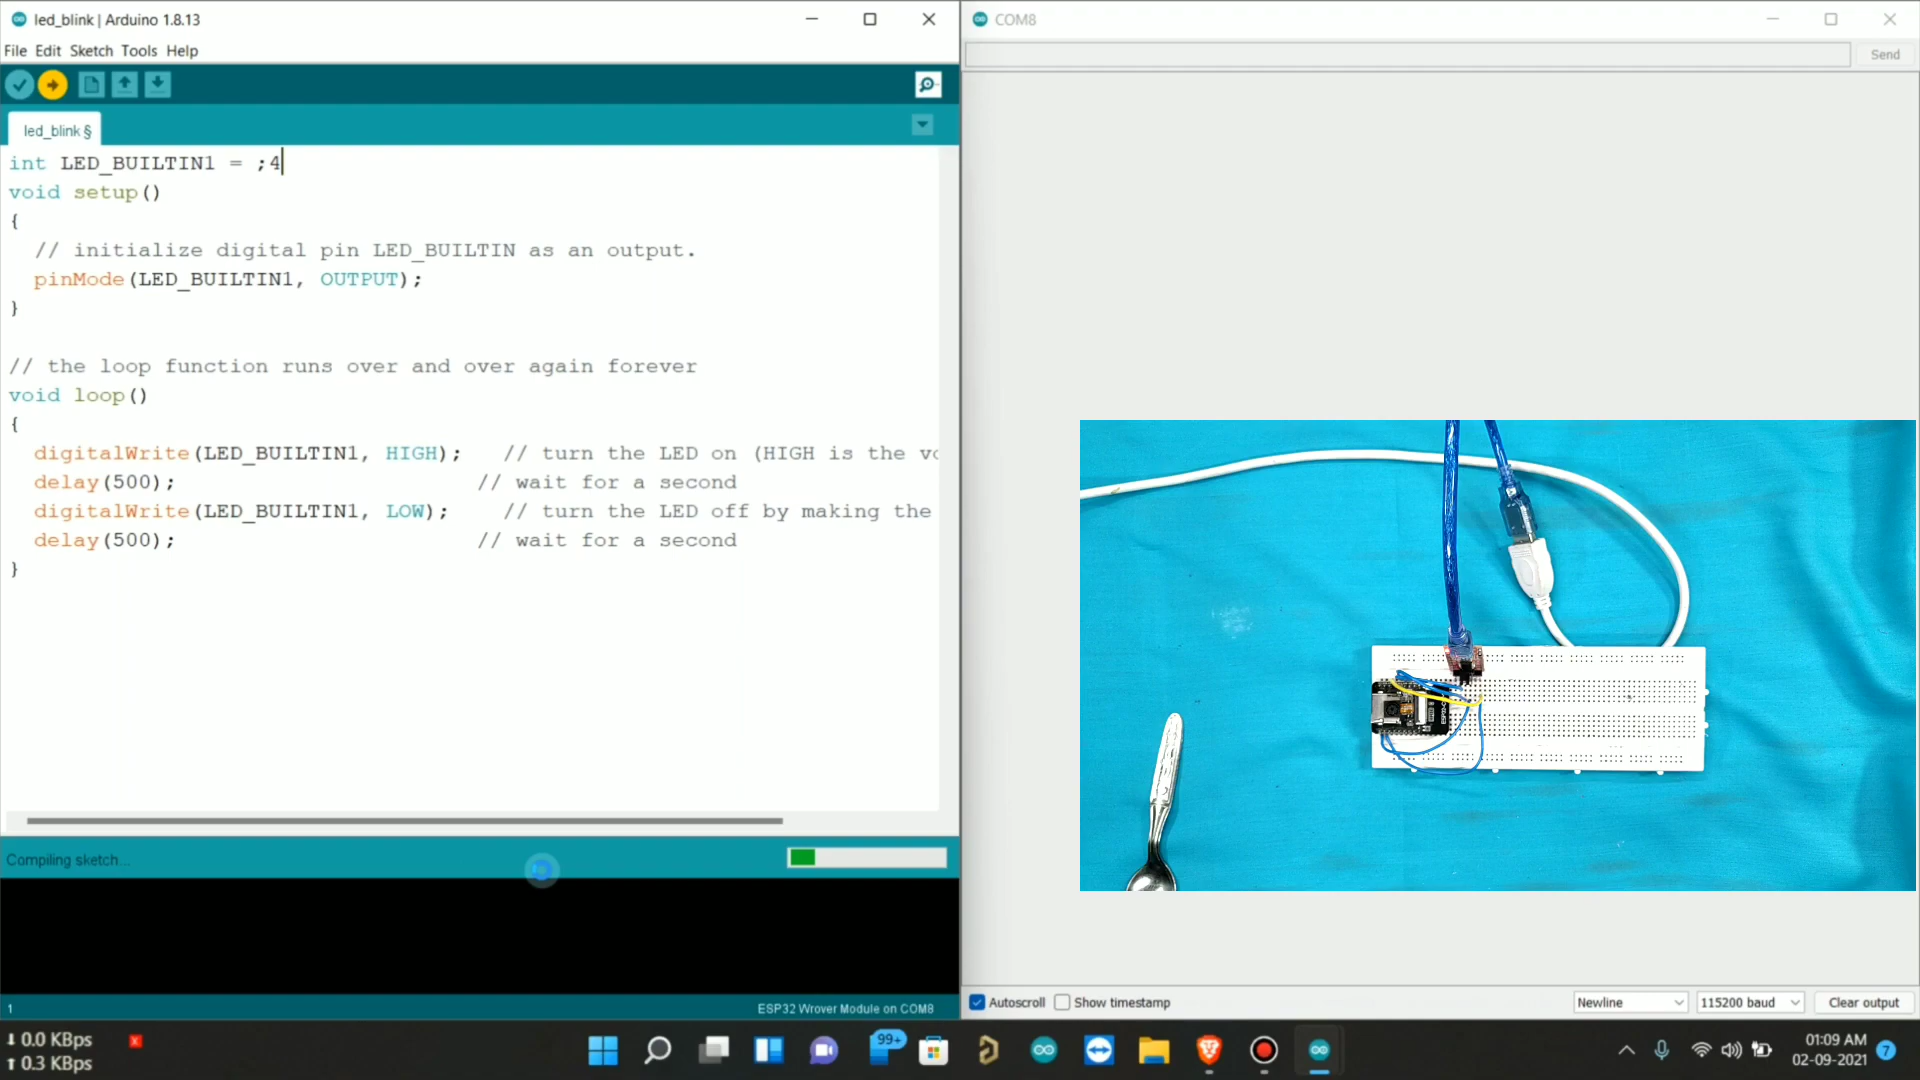 led_blink | Arduino 1.8.13
File Edit Sketch Tools Help
led_blink §
int LED_BUILTIN1 = ;4
void setup()
{
// initialize digital pin LED_BUILTIN as an output.
pinMode(LED_BUILTIN1, OUTPUT);
}
// the loop function runs over and over again forever
void loop()
{
digitalWrite(LED_BUILTIN1, HIGH); // turn the LED on (HIGH is the vo
delay(500); // wait for a second
digitalWrite(LED_BUILTIN1, LOW); // turn the LED off by making the
delay(500); // wait for a second
}
Compiling sketch...
1 ESP32 Wrover Module on COM8
COM8
Send
Autoscroll Show timestamp Newline 115200 baud Clear output
0.0 KBps
0.3 KBps
99+
01:09 AM
02-09-2021
7